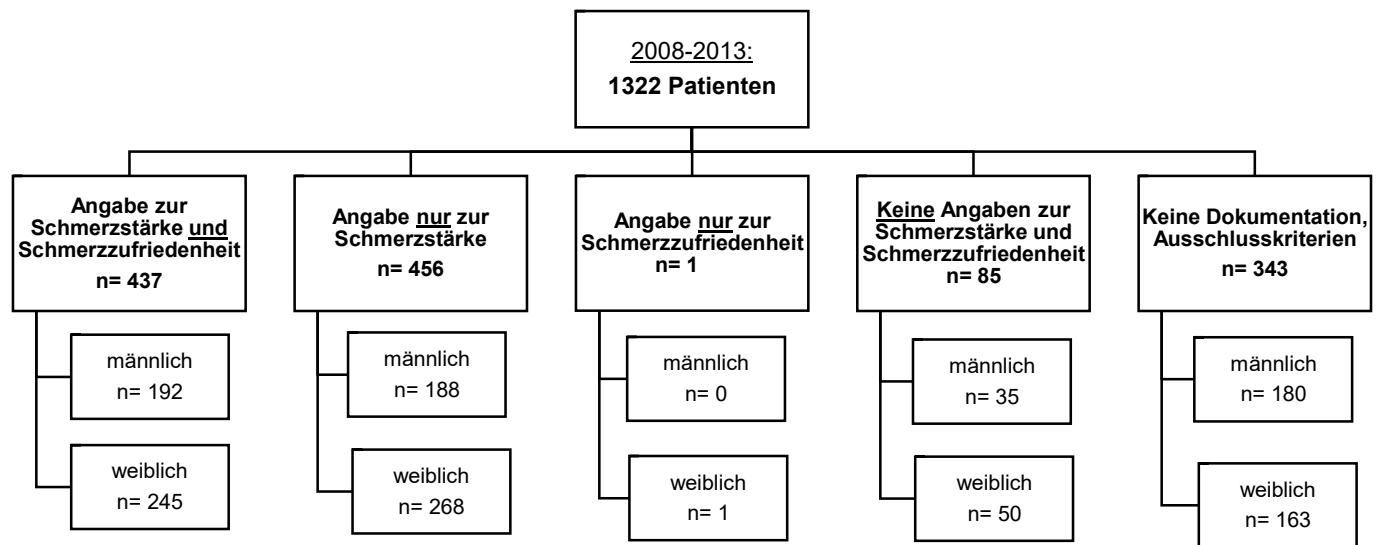 2008-2013:
1322 Patienten
Angabe zur
Schmerzstärke und
Schmerzzufriedenheit
n= 437
männlich
n= 192
weiblich
n= 245
Angabe nur zur
Schmerzstärke
n= 456
männlich
n= 188
weiblich
n= 268
Angabe nur zur
Schmerzzufriedenheit
n= 1
männlich
n= 0
weiblich
n= 1
Keine Angaben zur
Schmerzstärke und
Schmerzzufriedenheit
n= 85
männlich
n= 35
weiblich
n= 50
Keine Dokumentation,
Ausschlusskriterien
n= 343
männlich
n= 180
weiblich
n= 163